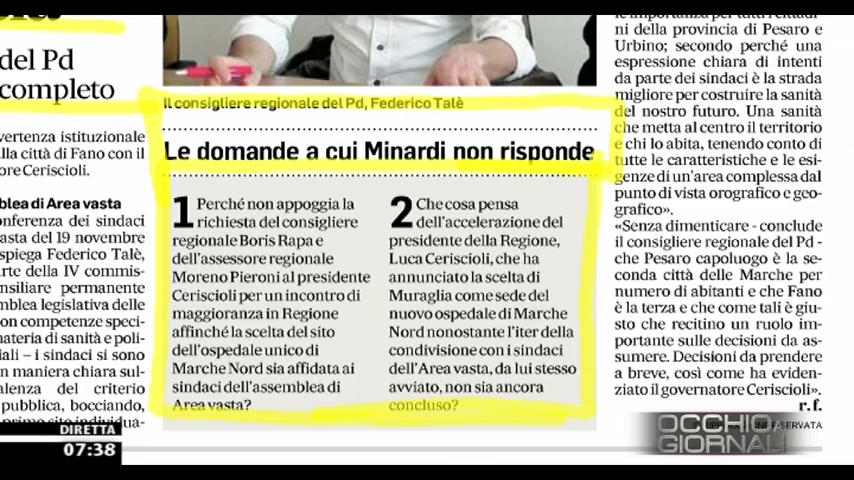 del Pd
completo
vertenza istituzionale
lla città di Fano con il
ore Ceriscioli.
blea di Area vasta
onferenza dei sindaci
asta del 19 novembre
spiega Federico Talè,
rte della IV commis-
nsiliare permanente
mblea legislativa delle
on competenze speci-
materia di sanità e poli-
iali – i sindaci si sono
n maniera chiara sul-
alenza del criterio
pubblica, bocciando,
Il consigliere regionale del Pd, Federico Talè
Le domande a cui Minardi non risponde
1 Perché non appoggia la
richiesta del consigliere
regionale Boris Rapa e
dell'assessore regionale
Moreno Pieroni al presidente
Ceriscioli per un incontro di
maggioranza in Regione
affinché la scelta del sito
dell'ospedale unico di
Marche Nord sia affidata ai
sindaci dell'assemblea di
Area vasta?
2 Che cosa pensa
dell'accelerazione del
presidente della Regione,
Luca Ceriscioli, che ha
annunciato la scelta di
Muraglia come sede del
nuovo ospedale di Marche
Nord nonostante l'iter della
condivisione con i sindaci
dell'Area vasta, da lui stesso
avviato, non sia ancora
concluso?
ni della provincia di Pesaro e
Urbino; secondo perché una
espressione chiara di intenti
da parte dei sindaci è la strada
migliore per costruire la sanità
del nostro futuro. Una sanità
che metta al centro il territorio
e chi lo abita, tenendo conto di
tutte le caratteristiche e le esi-
genze di un'area complessa dal
punto di vista orografico e geo-
grafico».
«Senza dimenticare - conclude
il consigliere regionale del Pd -
che Pesaro capoluogo è la se-
conda città delle Marche per
numero di abitanti e che Fano
è la terza e che come tali è giu-
sto che recitino un ruolo im-
portante sulle decisioni da as-
sumere. Decisioni da prendere
a breve, così come ha eviden-
ziato il governatore Ceriscioli».
r.f.
DIRETTA
07:38
OCCHIO
GIORNALI